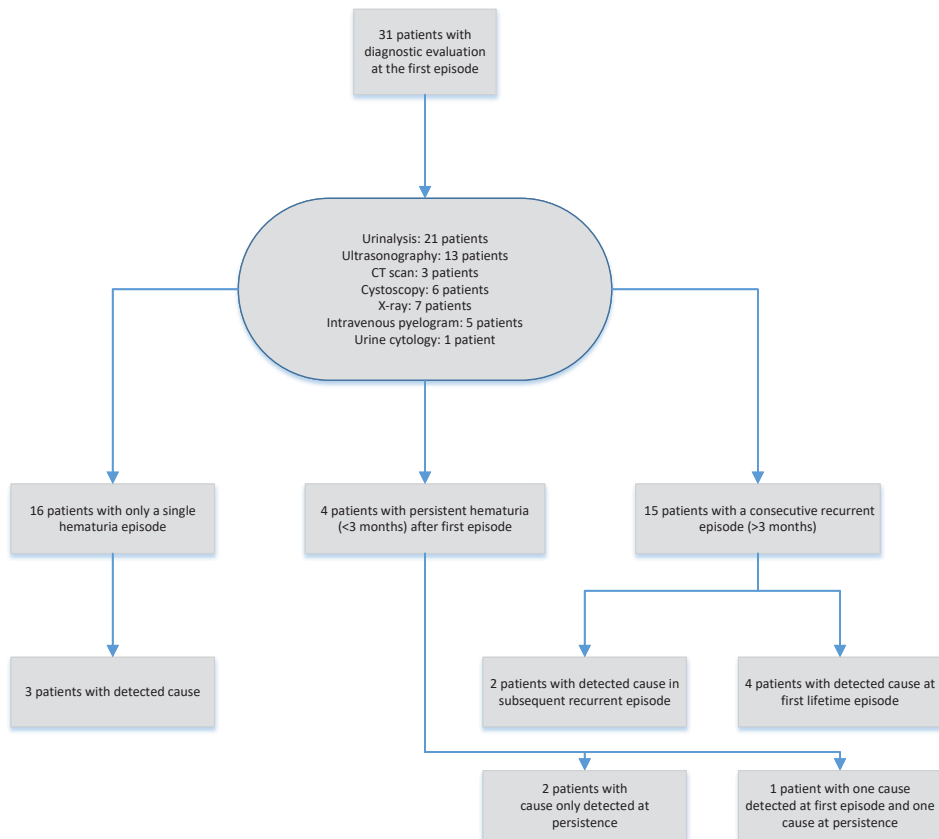 31 patients with
diagnostic evaluation
at the first episode
Urinalysis: 21 patients
Ultrasonography: 13 patients
CT scan: 3 patients
Cystoscopy: 6 patients
X-ray: 7 patients
Intravenous pyelogram: 5 patients
Urine cytology: 1 patient
16 patients with only a single
hematuria episode
4 patients with persistent hematuria
(<3 months) after first episode
15 patients with a consecutive recurrent
episode (>3 months)
3 patients with detected cause
2 patients with detected cause in
subsequent recurrent episode
4 patients with detected cause at
first lifetime episode
2 patients with
cause only detected at
persistence
1 patient with one cause
detected at first episode and one
cause at persistence